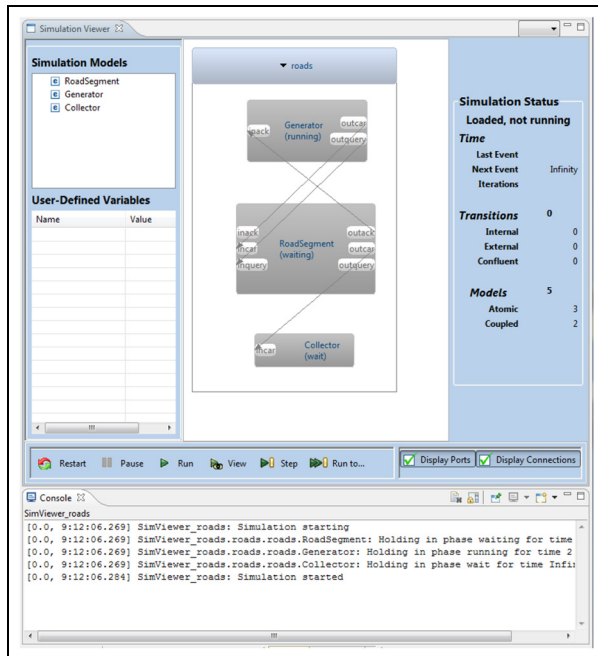 Simulation Viewer
Simulation Models
RoadSegment
Generator
Collector
User-Defined Variables
Name Value
roads
Generator
(running)
inack
outcar
outquery
RoadSegment
(waiting)
inack
incar
inquery
outack
outcar
outquery
Collector
(wait)
incar
Simulation Status
Loaded, not running
Time
Last Event
Next Event Infinity
Iterations
Transitions 0
Internal 0
External 0
Confluent 0
Models 5
Atomic 3
Coupled 2
Restart Pause Run View Step Run to...
Display Ports Display Connections
Console
SimViewer_roads
[0.0, 9:12:06.269] SimViewer_roads: Simulation starting
[0.0, 9:12:06.269] SimViewer_roads.roads.roads.RoadSegment: Holding in phase waiting for time
[0.0, 9:12:06.269] SimViewer_roads.roads.roads.Generator: Holding in phase running for time 2
[0.0, 9:12:06.269] SimViewer_roads.roads.roads.Collector: Holding in phase wait for time Infi
[0.0, 9:12:06.284] SimViewer_roads: Simulation started